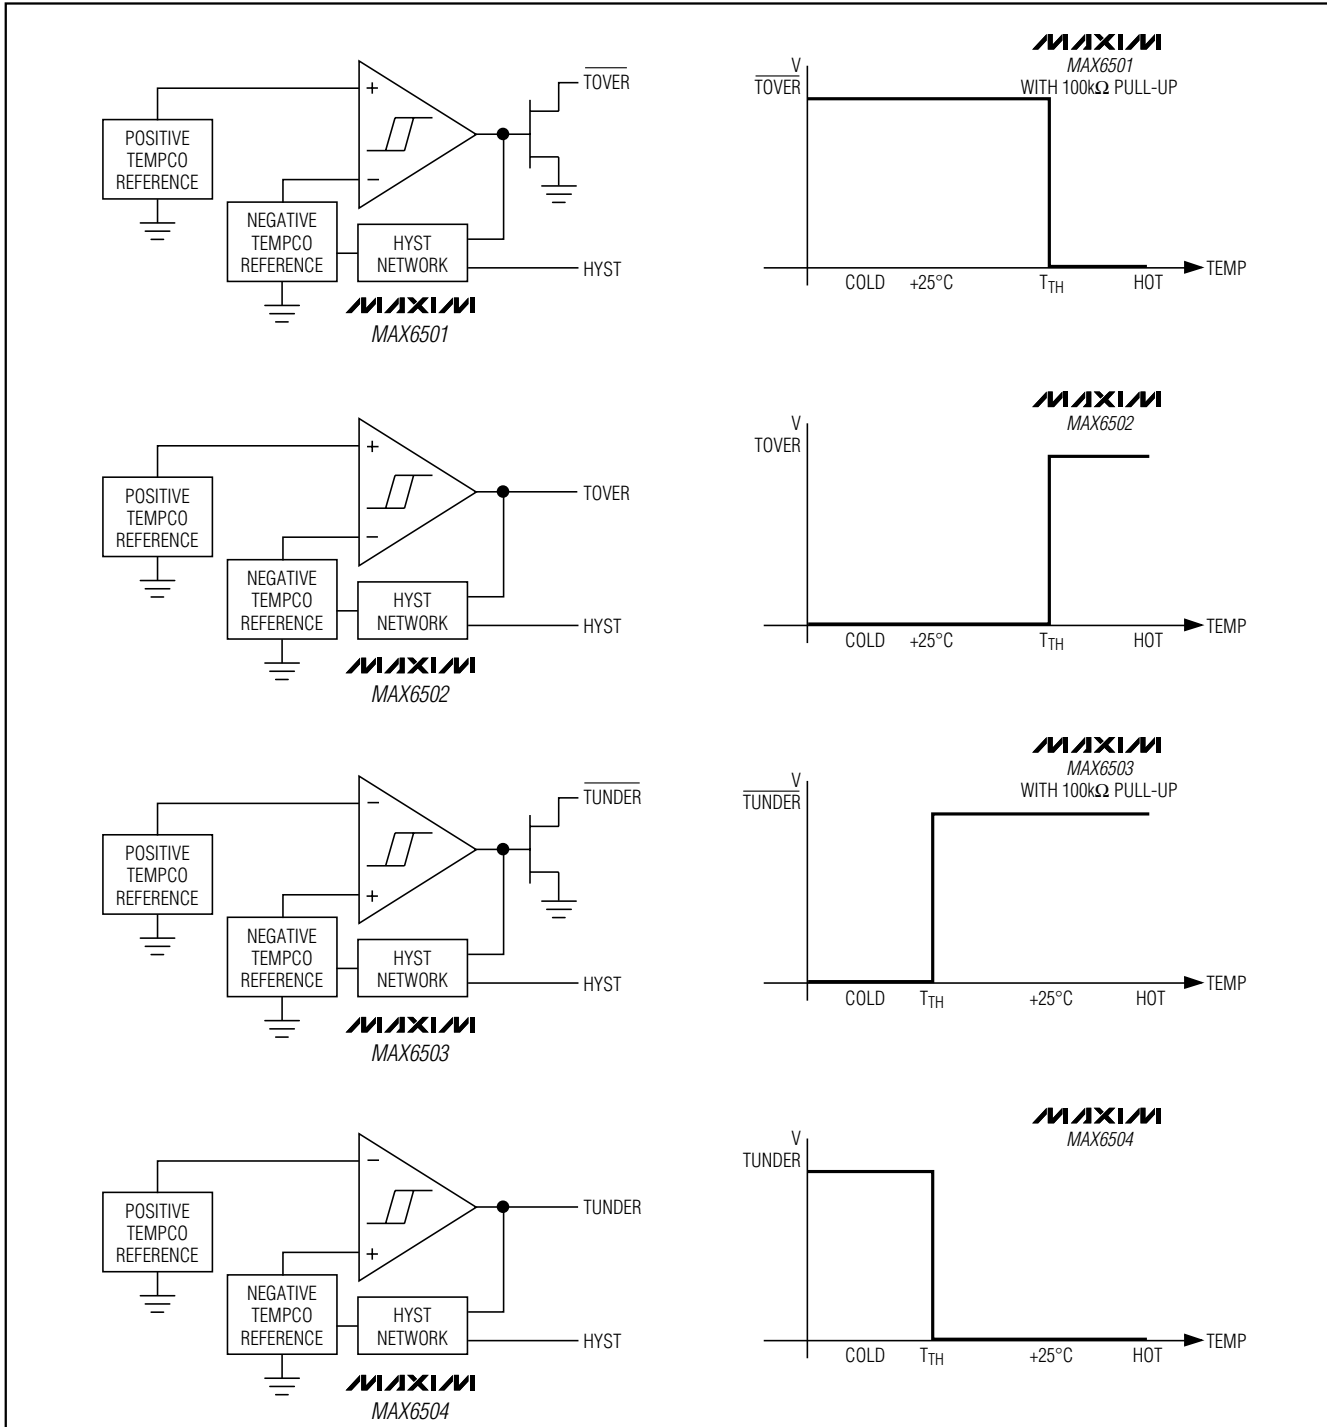 +
−
POSITIVE
TEMPCO
REFERENCE
NEGATIVE
TEMPCO
REFERENCE
HYST
NETWORK
TOVER
HYST
MAXIM
MAX6501
MAXIM
MAX6501
WITH 100kΩ PULL-UP
V
TOVER
COLD
+25°C
TTH
HOT
TEMP
+
−
POSITIVE
TEMPCO
REFERENCE
NEGATIVE
TEMPCO
REFERENCE
HYST
NETWORK
TOVER
HYST
MAXIM
MAX6502
MAXIM
MAX6502
V
TOVER
COLD
+25°C
TTH
HOT
TEMP
−
+
POSITIVE
TEMPCO
REFERENCE
NEGATIVE
TEMPCO
REFERENCE
HYST
NETWORK
TUNDER
HYST
MAXIM
MAX6503
MAXIM
MAX6503
WITH 100kΩ PULL-UP
V
TUNDER
COLD
TTH
+25°C
HOT
TEMP
−
+
POSITIVE
TEMPCO
REFERENCE
NEGATIVE
TEMPCO
REFERENCE
HYST
NETWORK
TUNDER
HYST
MAXIM
MAX6504
MAXIM
MAX6504
V
TUNDER
COLD
TTH
+25°C
HOT
TEMP